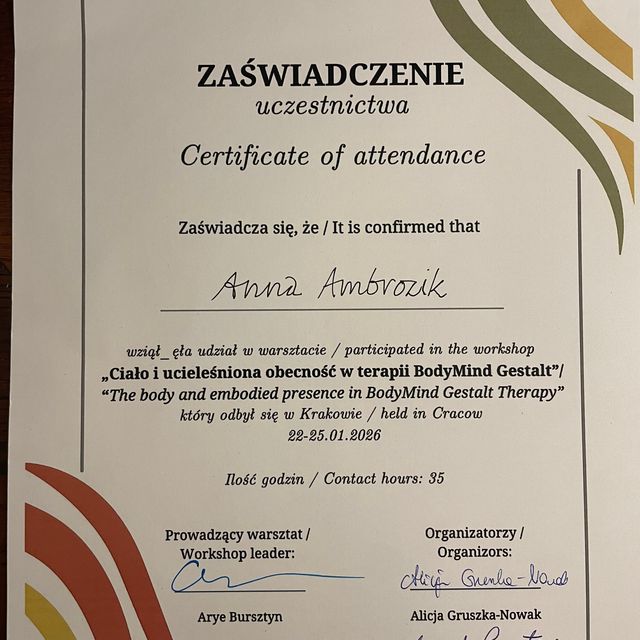 ZAŚWIADCZENIE
uczestnictwa
Certificate of attendance
Zaświadcza się, że / It is confirmed that
Anna Ambrozik
wziął_ęła udział w warsztacie / participated in the workshop
„Ciało i ucieleśniona obecność w terapii BodyMind Gestalt”/
“The body and embodied presence in BodyMind Gestalt Therapy”
który odbył się w Krakowie / held in Cracow
22-25.01.2026
Ilość godzin / Contact hours: 35
Prowadzący warsztat / Organizatorzy /
Workshop leader: Organizors:
Alicja Gruszka-Nowak
Arye Bursztyn Alicja Gruszka-Nowak